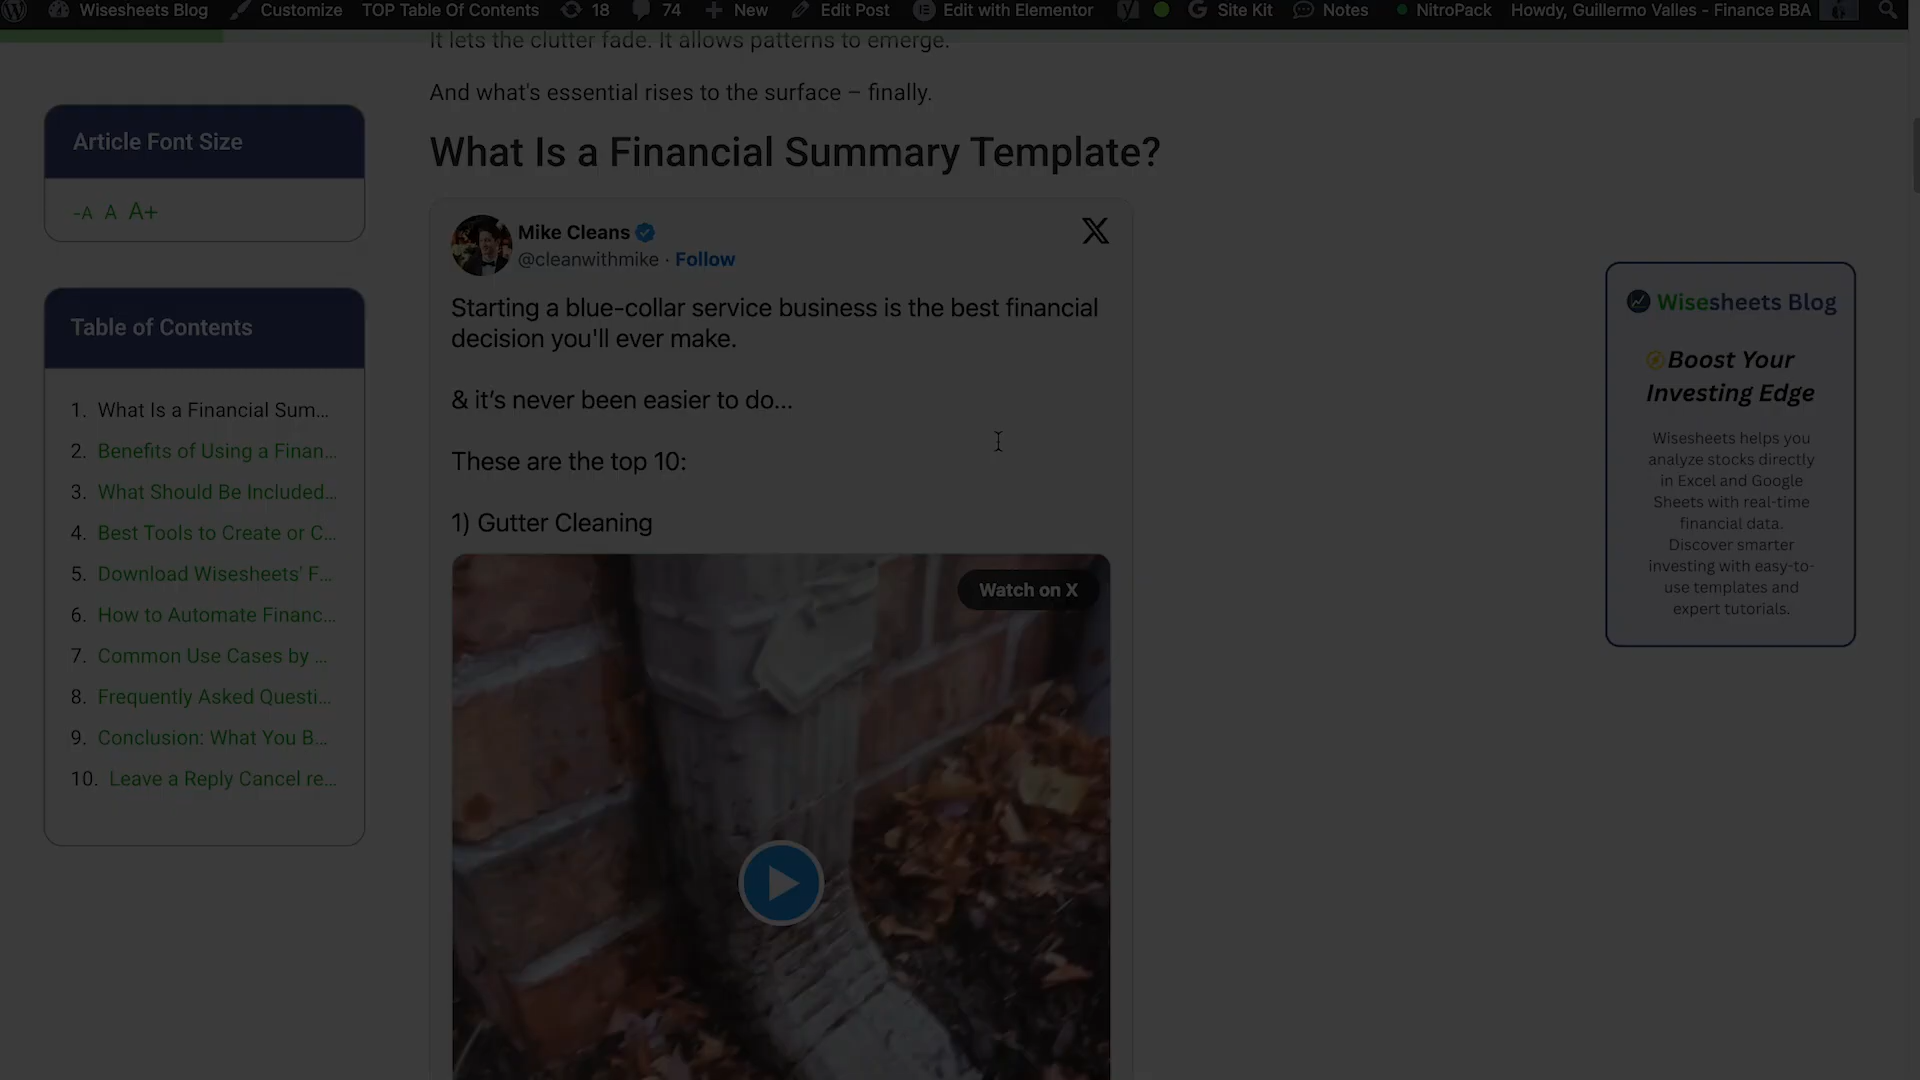 Wisesheets Blog Customize TOP Table Of Contents 18 74 New Edit Post Edit with Elementor Site Kit Notes NitroPack Howdy, Guillermo Valles - Finance BBA
It lets the clutter fade. It allows patterns to emerge.
And what's essential rises to the surface – finally.
What Is a Financial Summary Template?
Article Font Size
-A A A+
Table of Contents
1. What Is a Financial Sum...
2. Benefits of Using a Finan...
3. What Should Be Included...
4. Best Tools to Create or C...
5. Download Wisesheets' F...
6. How to Automate Financ...
7. Common Use Cases by ...
8. Frequently Asked Questi...
9. Conclusion: What You B...
10. Leave a Reply Cancel re...
Mike Cleans
@cleanwithmike · Follow
Starting a blue-collar service business is the best financial
decision you'll ever make.
& it's never been easier to do...
These are the top 10:
1) Gutter Cleaning
Watch on X
Wisesheets Blog
Boost Your
Investing Edge
Wisesheets helps you
analyze stocks directly
in Excel and Google
Sheets with real-time
financial data.
Discover smarter
investing with easy-to-
use templates and
expert tutorials.